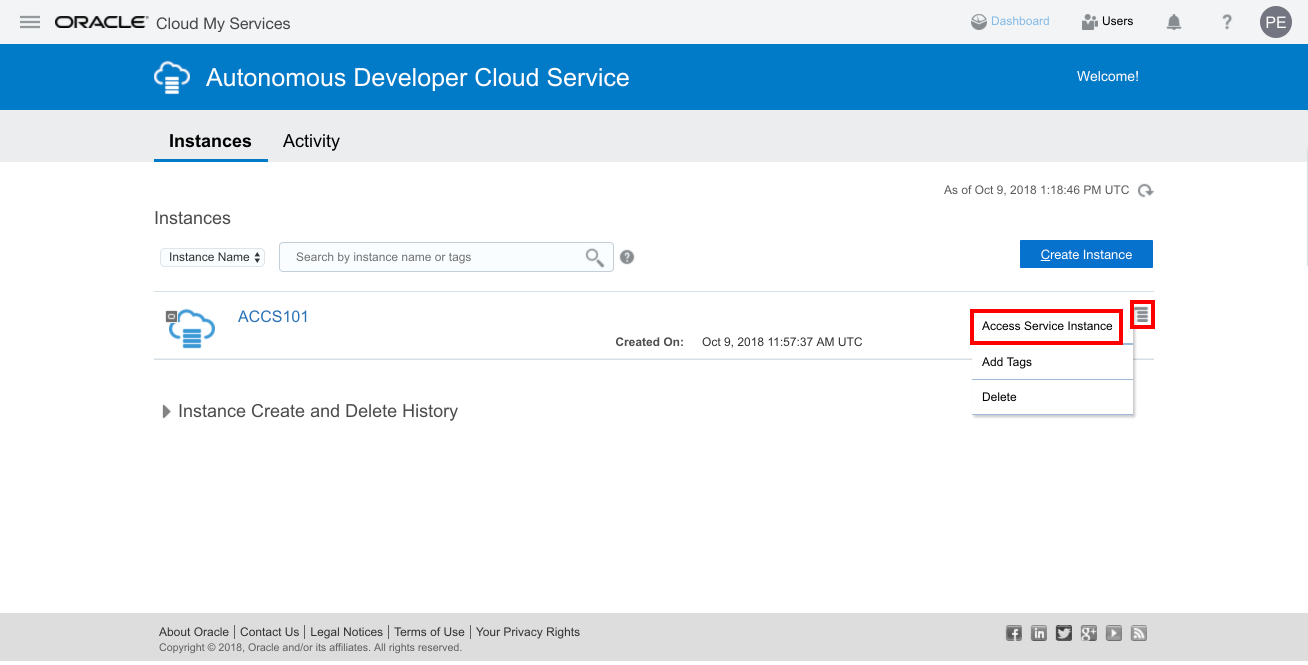 ORACLE® Cloud My Services
Dashboard
Users
?
PE
Autonomous Developer Cloud Service
Welcome!
Instances
Activity
As of Oct 9, 2018 1:18:46 PM UTC
Instances
Instance Name
Search by instance name or tags
?
Create Instance
ACCS101
Created On: Oct 9, 2018 11:57:37 AM UTC
Access Service Instance
Add Tags
Delete
Instance Create and Delete History
About Oracle | Contact Us | Legal Notices | Terms of Use | Your Privacy Rights
Copyright © 2018, Oracle and/or its affiliates. All rights reserved.